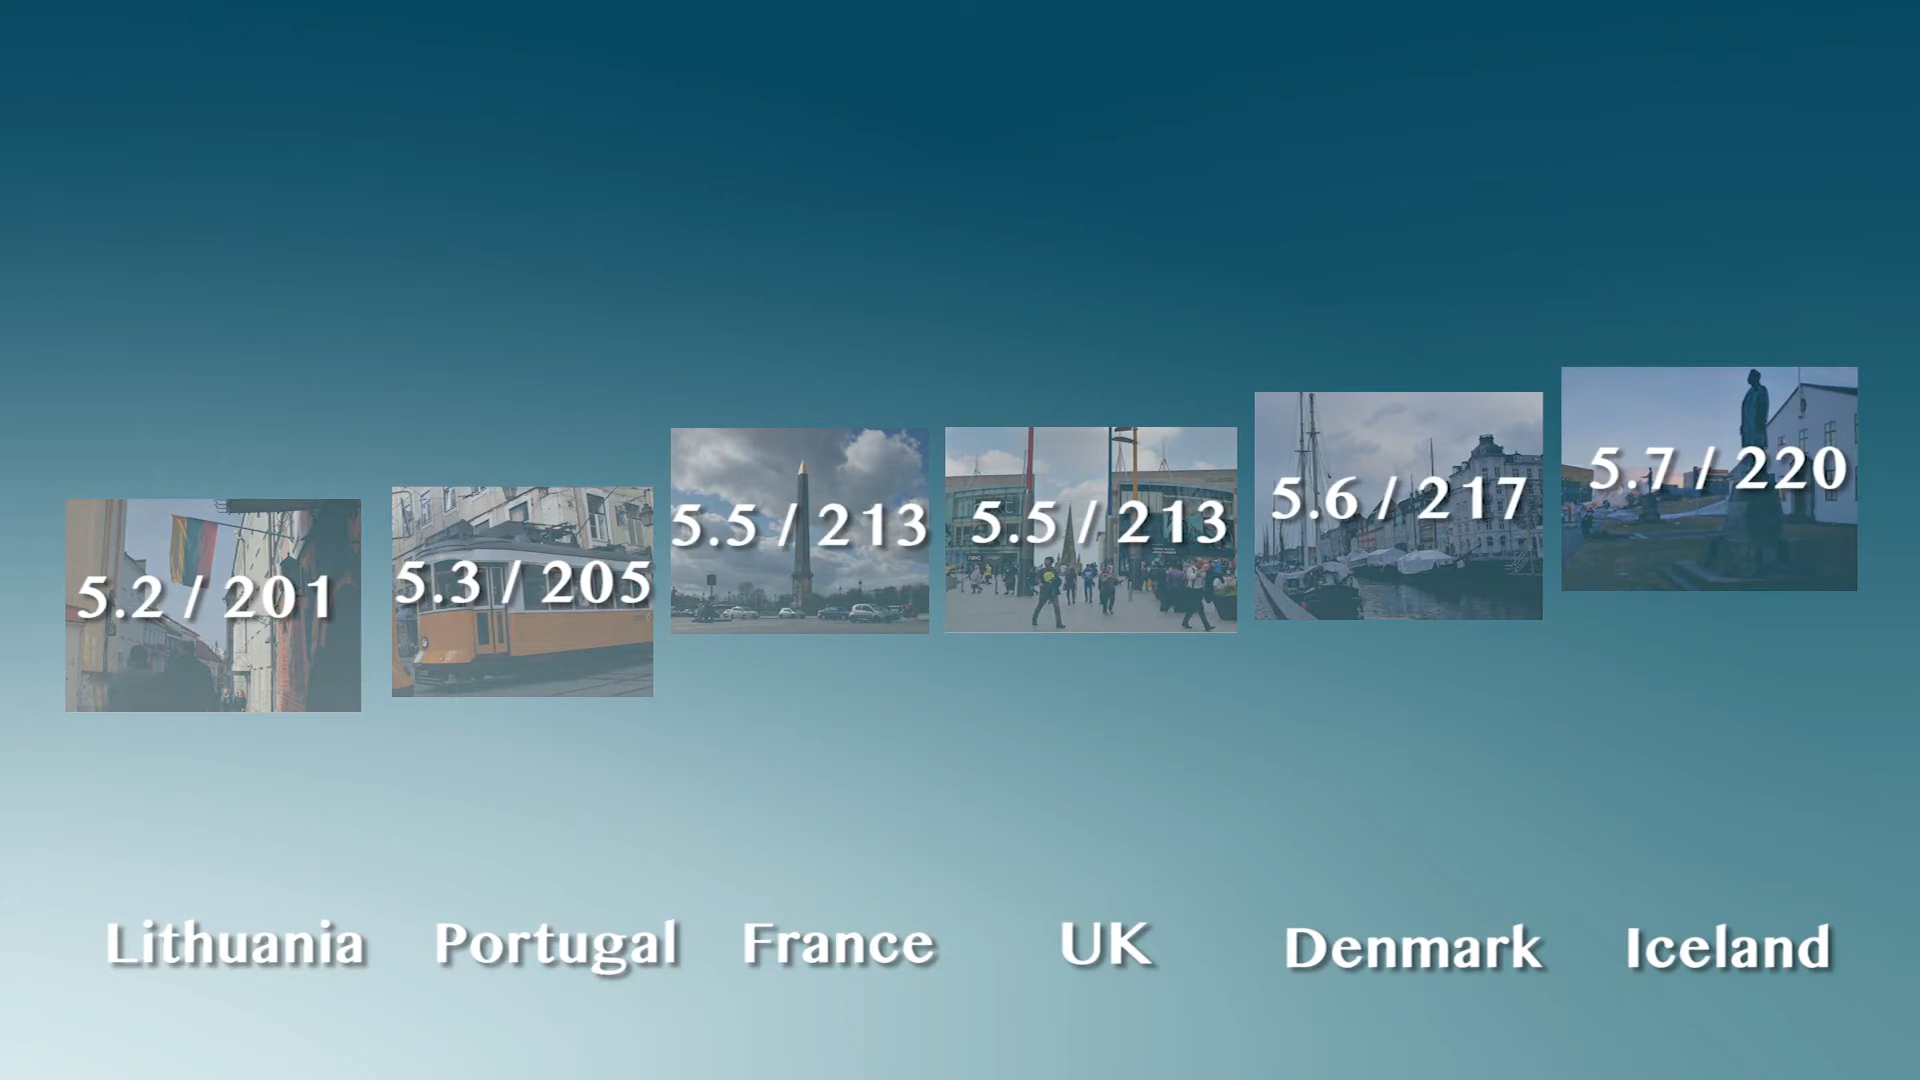 5.2 / 201
5.3 / 205
5.5 / 213
5.5 / 213
5.6 / 217
5.7 / 220
Lithuania
Portugal
France
UK
Denmark
Iceland